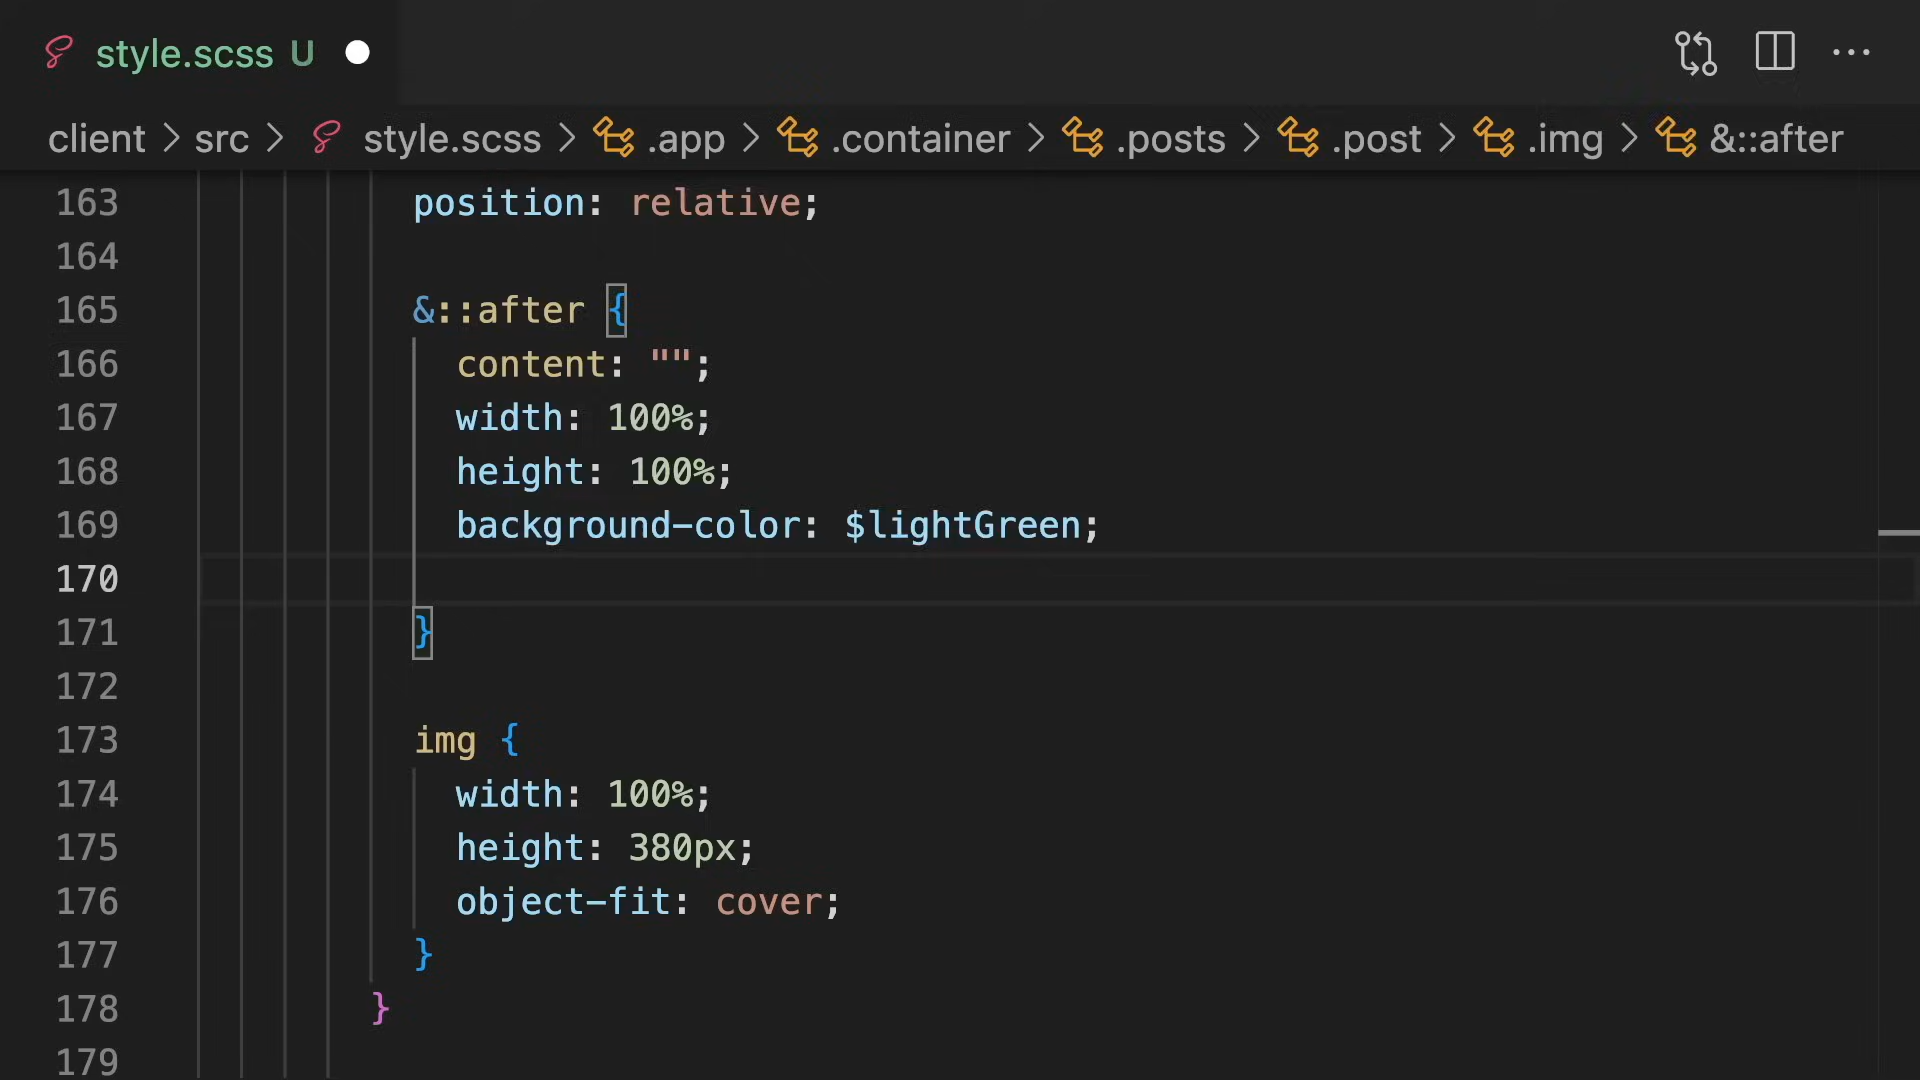 style.scss U
client > src > style.scss > .app > .container > .posts > .post > .img > &::after
163 position: relative;
164
165 &::after {
166 content: "";
167 width: 100%;
168 height: 100%;
169 background-color: $lightGreen;
170
171 }
172
173 img {
174 width: 100%;
175 height: 380px;
176 object-fit: cover;
177 }
178 }
179